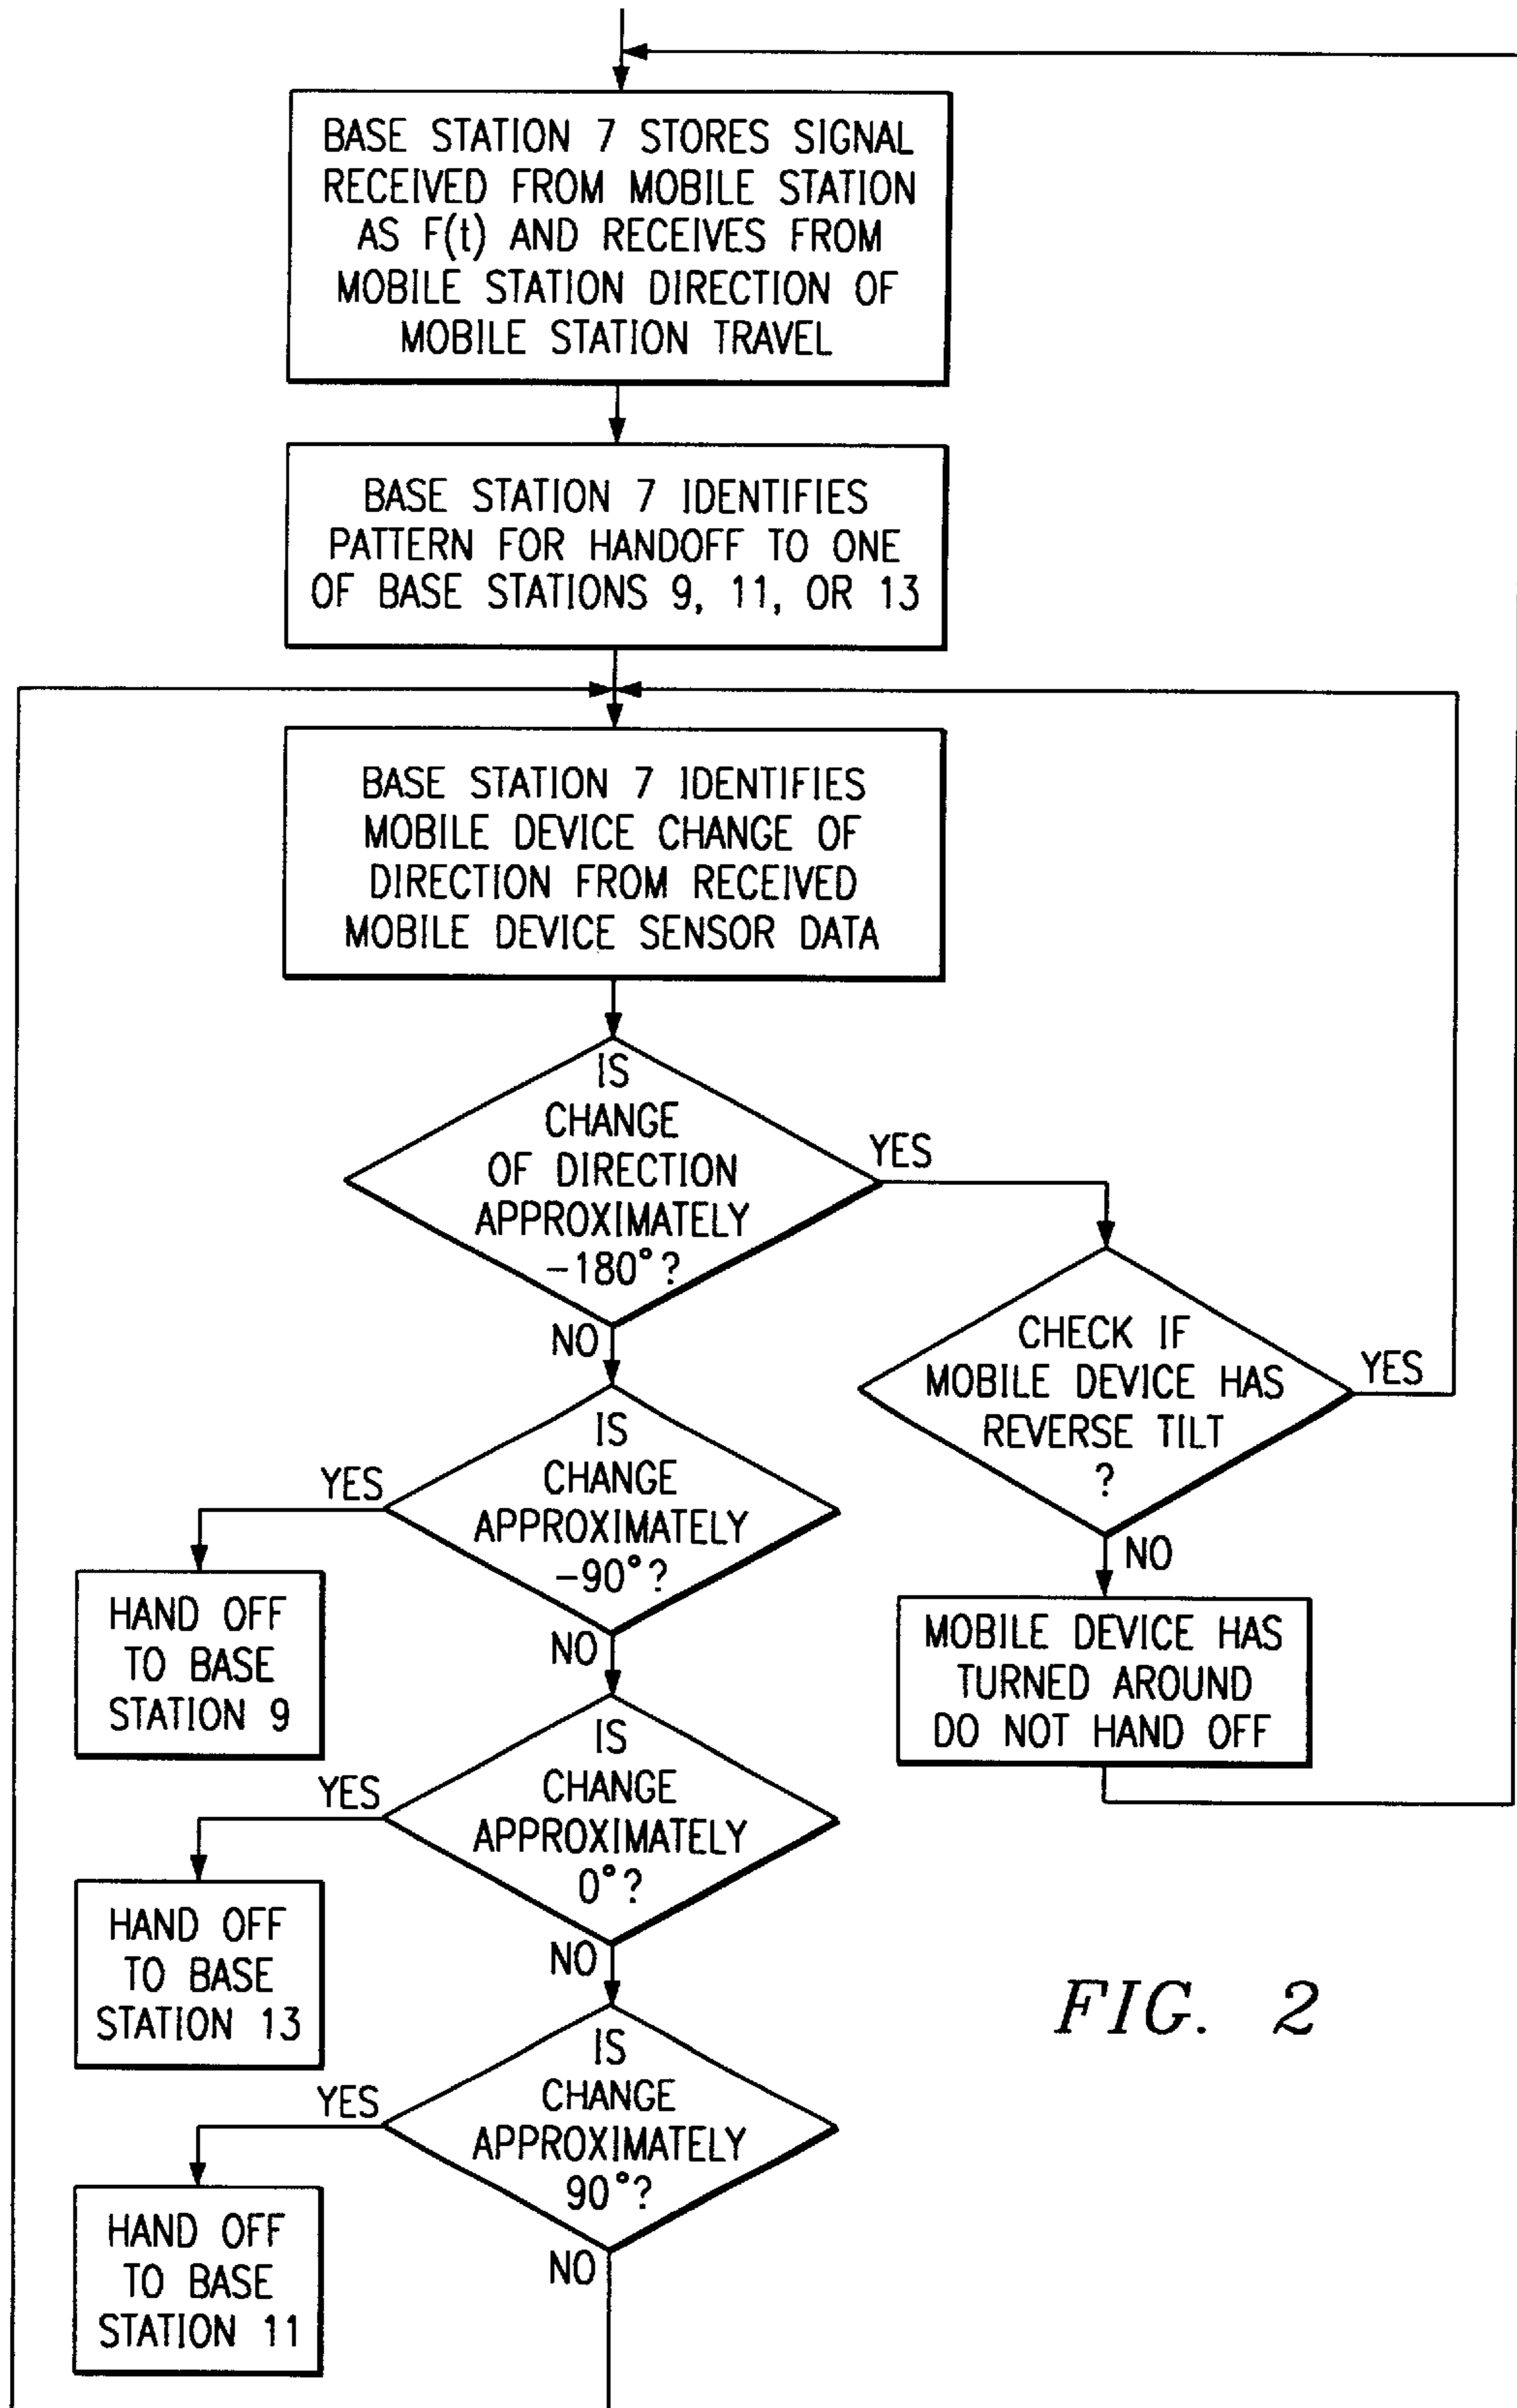 BASE STATION 7 STORES SIGNAL
RECEIVED FROM MOBILE STATION
AS F(t) AND RECEIVES FROM
MOBILE STATION DIRECTION OF
MOBILE STATION TRAVEL
BASE STATION 7 IDENTIFIES
PATTERN FOR HANDOFF TO ONE
OF BASE STATIONS 9, 11, OR 13
BASE STATION 7 IDENTIFIES
MOBILE DEVICE CHANGE OF
DIRECTION FROM RECEIVED
MOBILE DEVICE SENSOR DATA
IS
CHANGE
OF DIRECTION
APPROXIMATELY
-180°?
YES
NO
CHECK IF
MOBILE DEVICE HAS
REVERSE TILT
?
YES
NO
MOBILE DEVICE HAS
TURNED AROUND
DO NOT HAND OFF
IS
CHANGE
APPROXIMATELY
-90°?
YES
NO
HAND OFF
TO BASE
STATION 9
IS
CHANGE
APPROXIMATELY
0°?
YES
NO
HAND OFF
TO BASE
STATION 13
IS
CHANGE
APPROXIMATELY
90°?
YES
NO
HAND OFF
TO BASE
STATION 11
FIG. 2